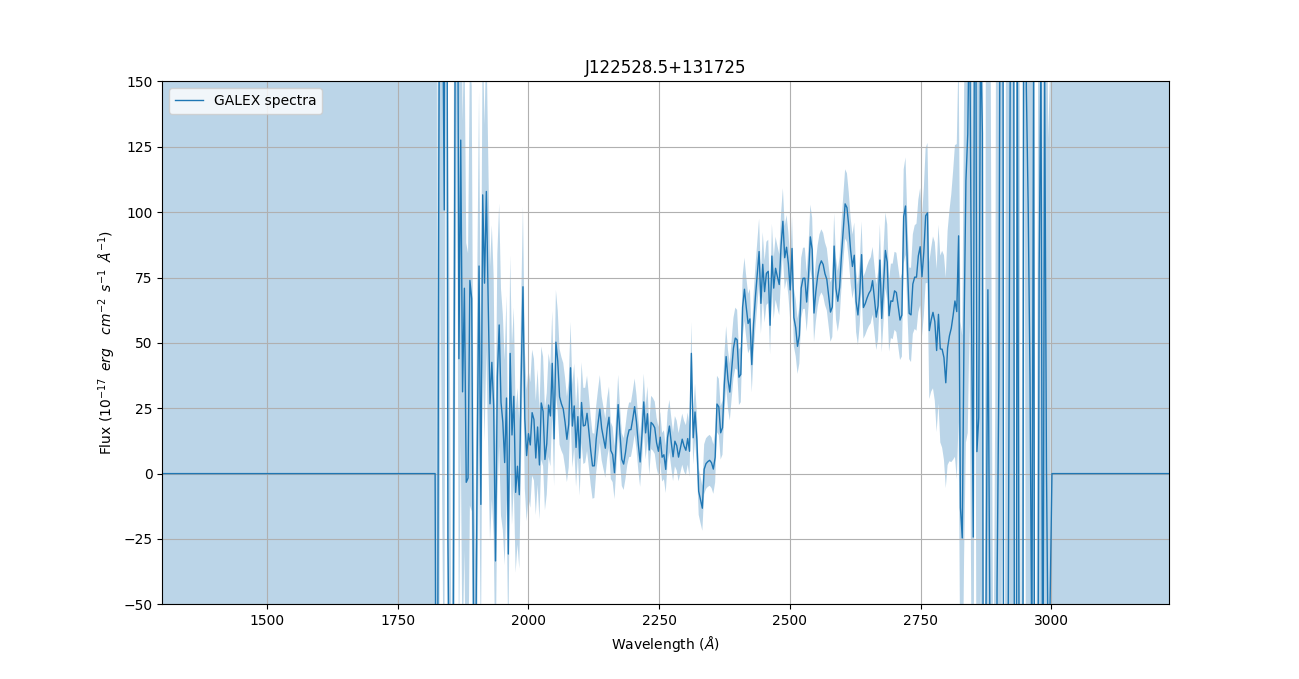 J122528.5+131725
GALEX spectra
150
125
100
75
50
25
0
−25
−50
Flux (10⁻¹⁷ erg cm⁻² s⁻¹ Å⁻¹)
1500 1750 2000 2250 2500 2750 3000
Wavelength (Å)